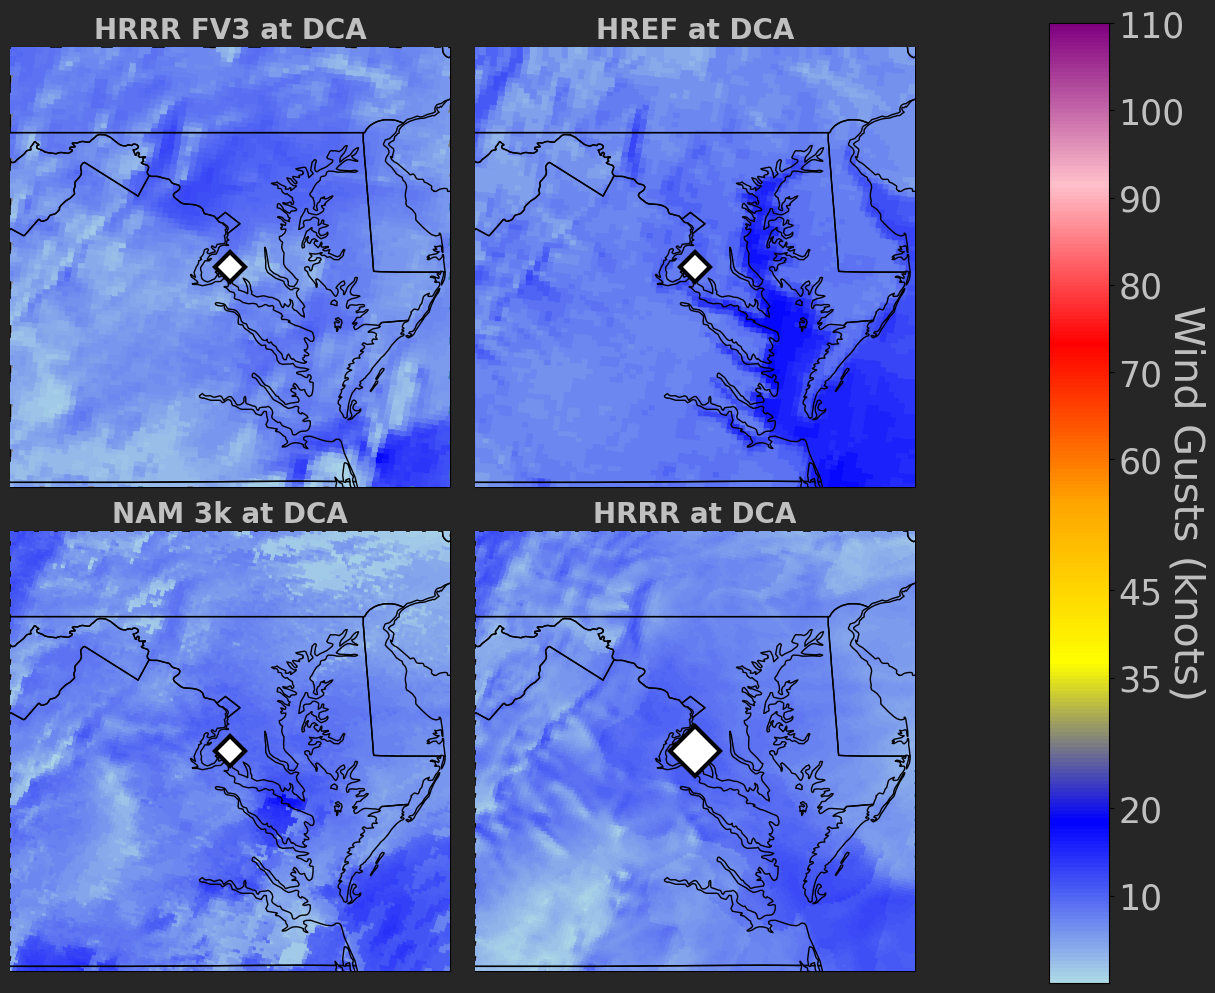 HRRR FV3 at DCA
HREF at DCA
NAM 3k at DCA
HRRR at DCA
110
100
90
80
70
60
45
35
20
10
Wind Gusts (knots)